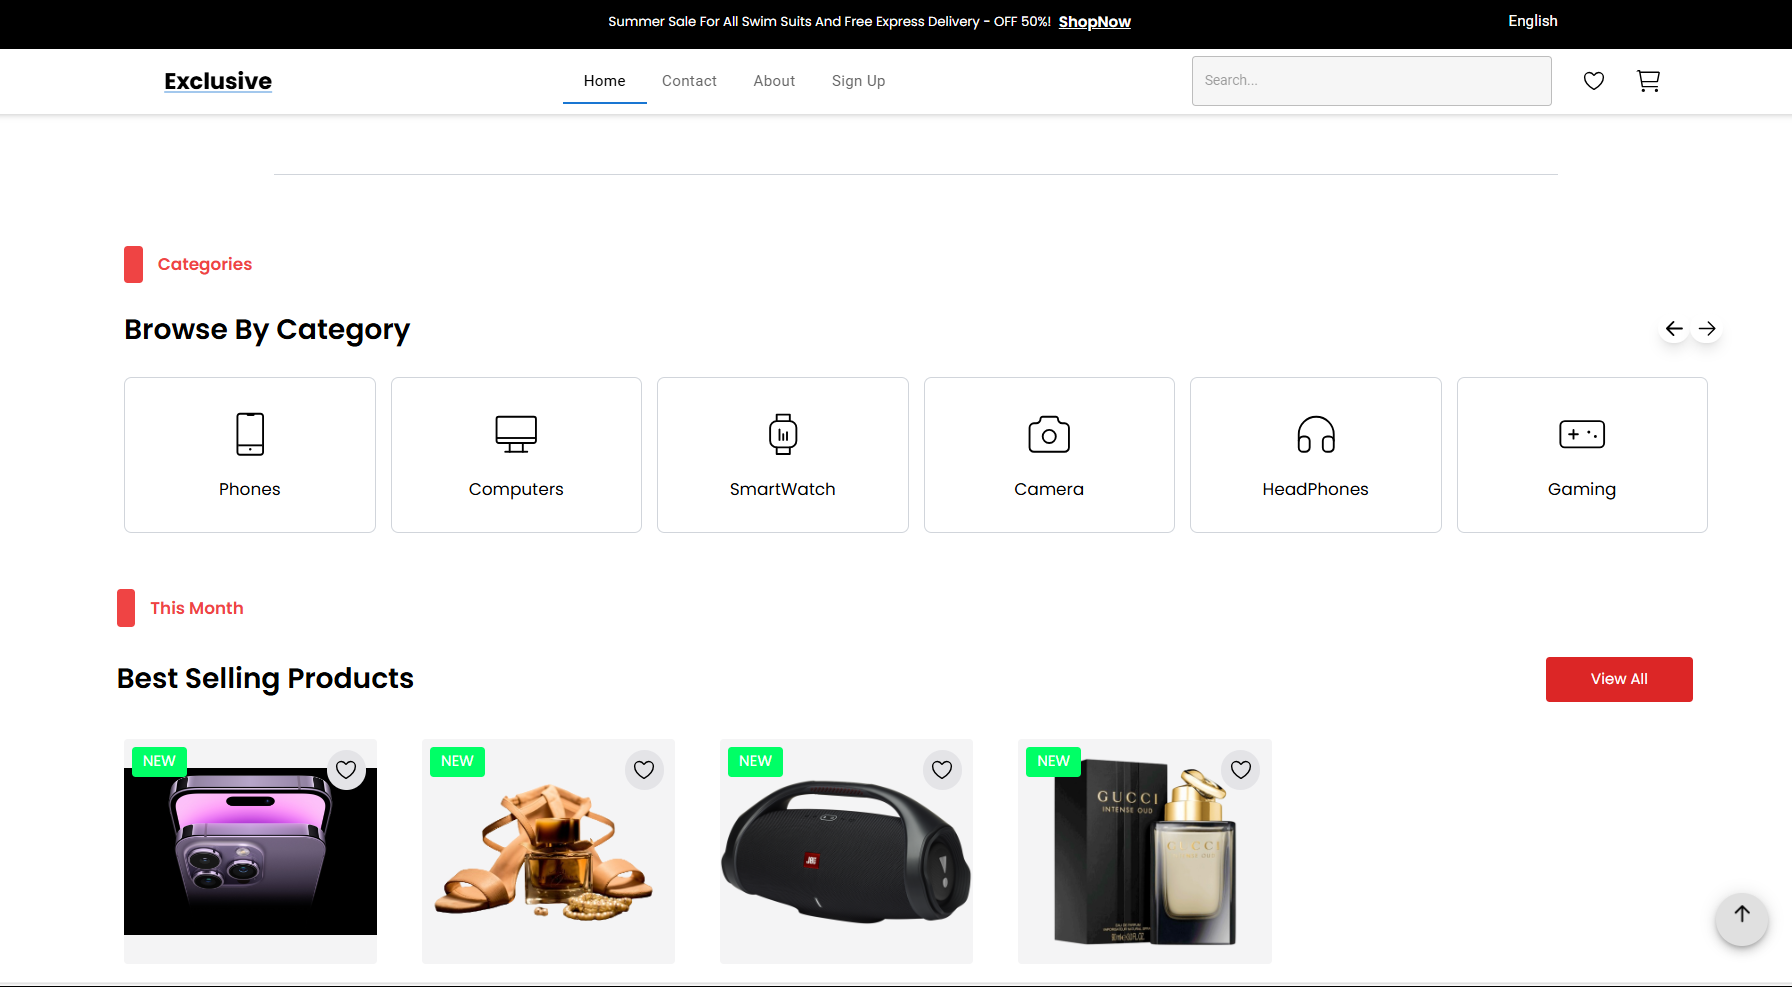 Summer Sale For All Swim Suits And Free Express Delivery - OFF 50%! ShopNow
English
Exclusive
Home
Contact
About
Sign Up
Search...
Categories
Browse By Category
Phones
Computers
SmartWatch
Camera
HeadPhones
Gaming
This Month
Best Selling Products
View All
NEW
NEW
NEW
NEW
JBL
GUCCI
INTENSE OUD
GUCCI